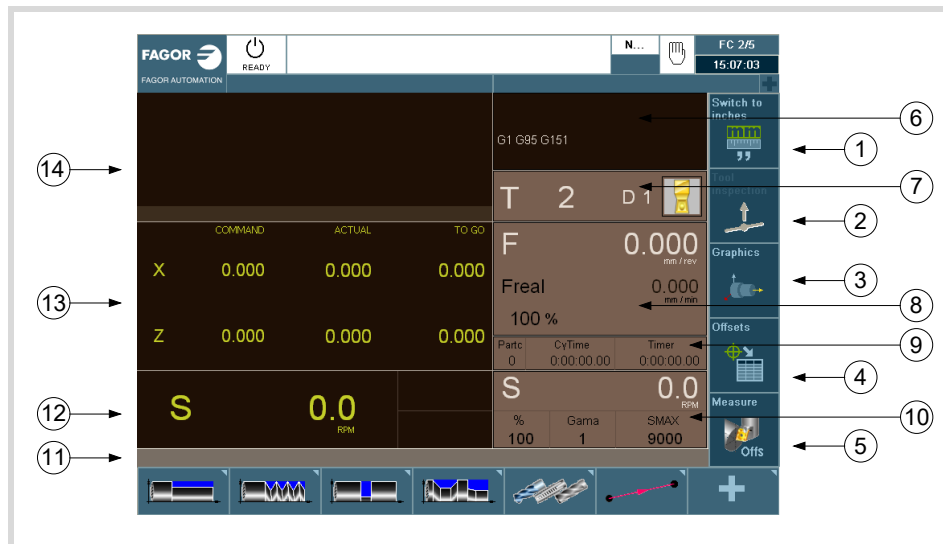 FAGOR
FAGOR AUTOMATION
READY
N...
FC 2/5
15:07:03
Switch to
inches
1
Tool
inspection
2
Graphics
3
Offsets
4
Measure
Offs
5
G1 G95 G151
6
T 2 D 1
7
F 0.000
mm / rev
Freal 0.000
mm / min
100 %
8
Partc CyTime Timer
0 0:00:00.00 0:00:00.00
9
S 0.0
RPM
% Gama SMAX
100 1 9000
10
11
S 0.0
RPM
12
COMMAND ACTUAL TO GO
X 0.000 0.000 0.000
Z 0.000 0.000 0.000
13
14